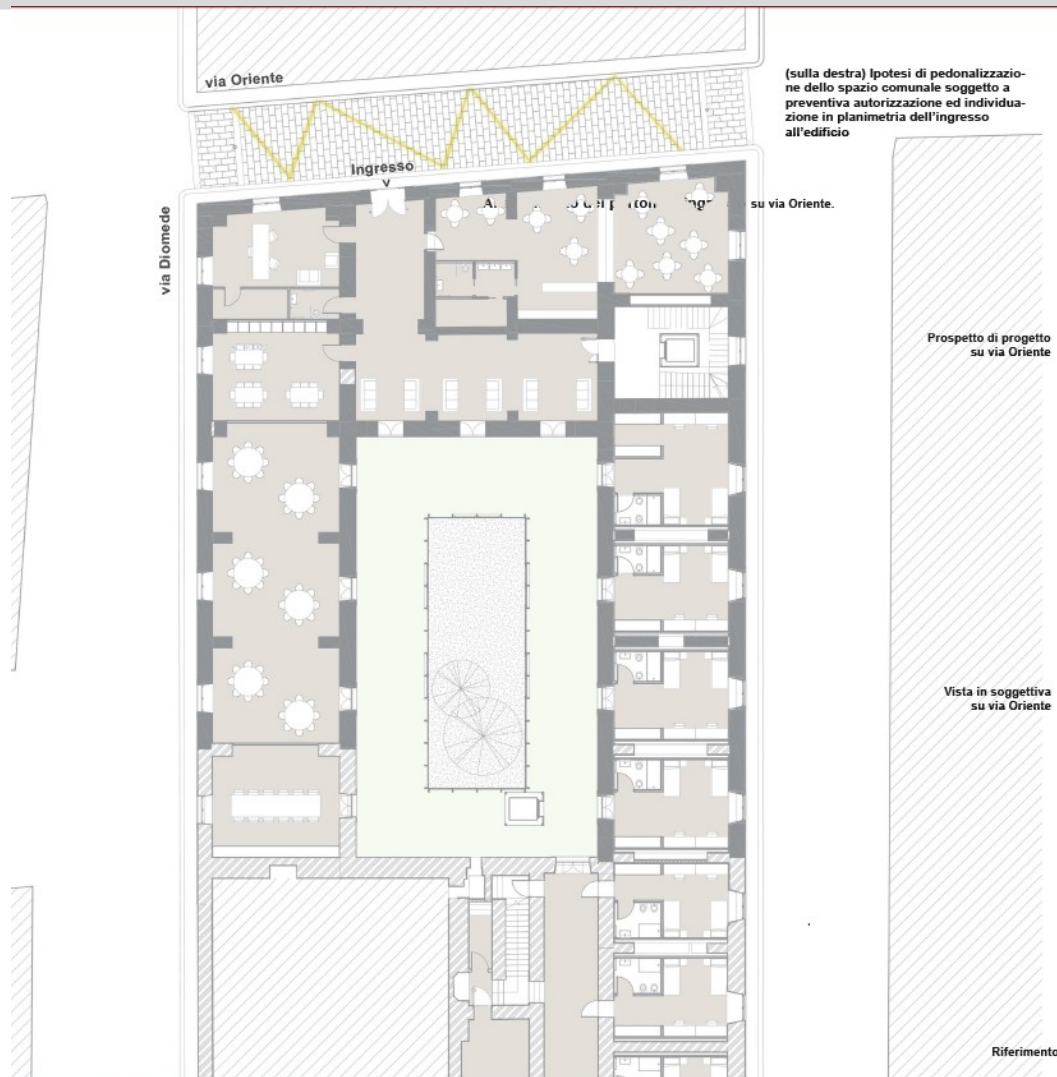 via Oriente
(sulla destra) Ipotesi di pedonalizzazio-
ne dello spazio comunale soggetto a
preventiva autorizzazione ed individua-
zione in planimetria dell'ingresso
all'edificio
Ingresso
su via Oriente.
via Diomede
Prospetto di progetto
su via Oriente
Vista in soggettiva
su via Oriente
Riferimento